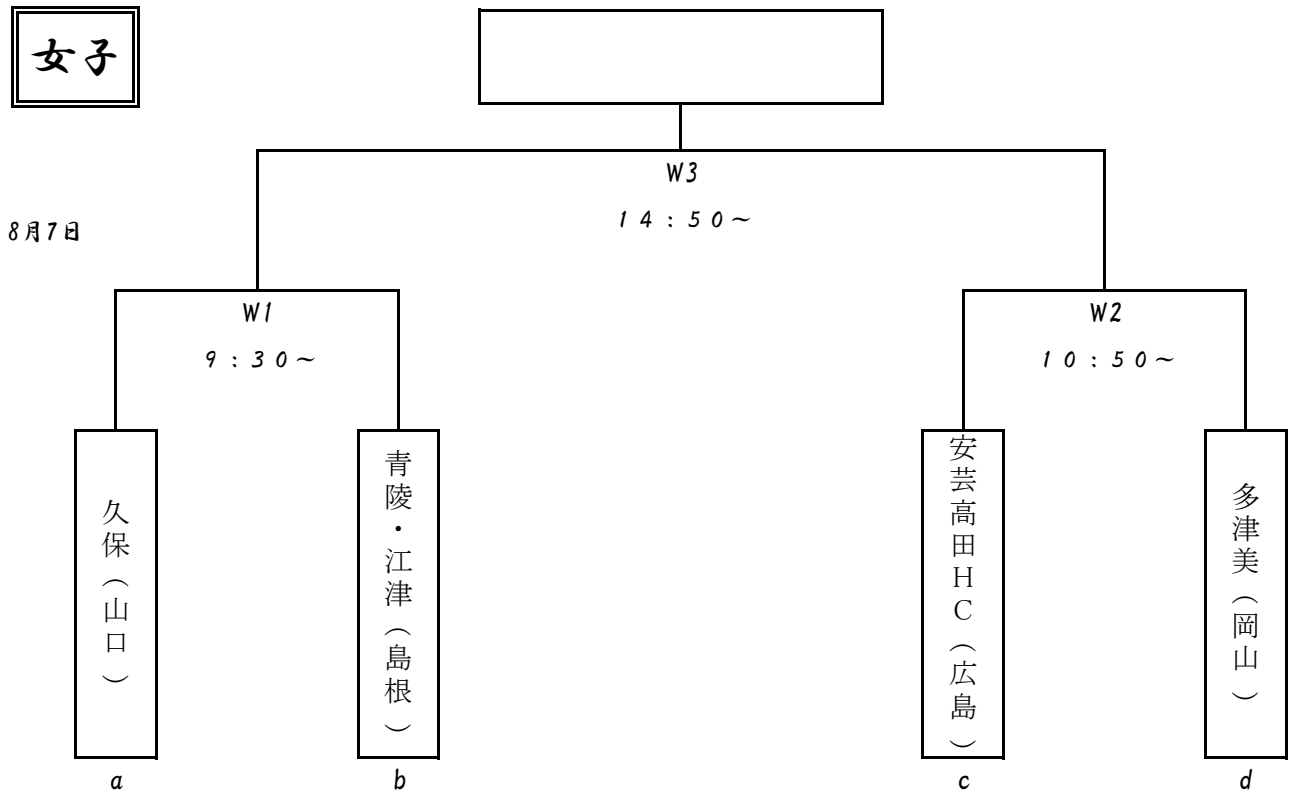 女子
W3
14:50~
8月7日
W1
9:30~
W2
10:50~
久保(山口)
青陵・江津(島根)
安芸高田HC(広島)
多津美(岡山)
a
b
c
d